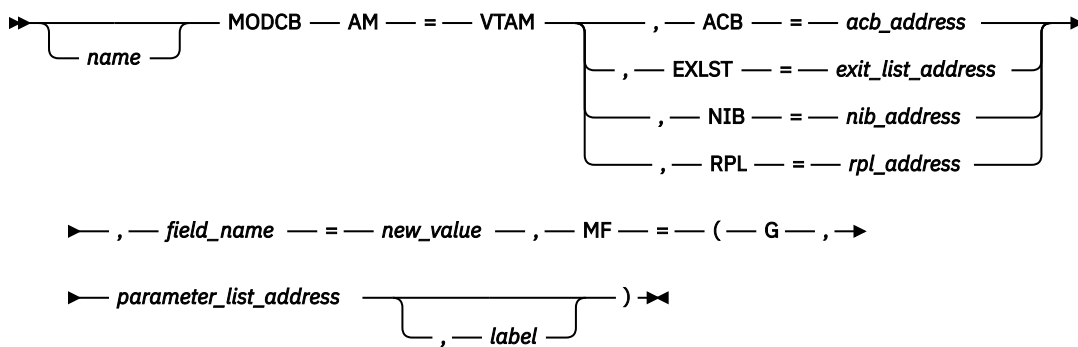 MODCB AM = VTAM , ACB = acb_address
name
, EXLST = exit_list_address
, NIB = nib_address
, RPL = rpl_address
, field_name = new_value , MF = ( G ,
parameter_list_address )
, label